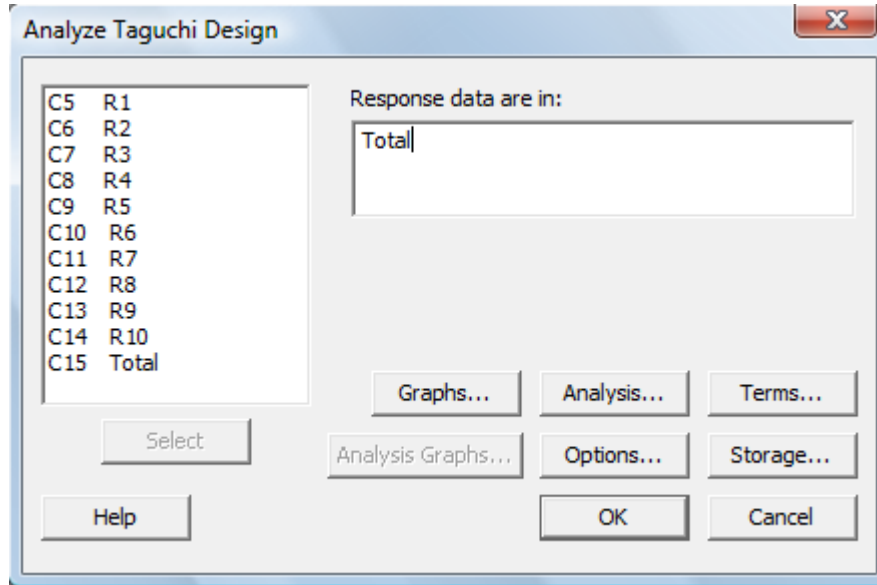 Analyze Taguchi Design
C5 R1
C6 R2
C7 R3
C8 R4
C9 R5
C10 R6
C11 R7
C12 R8
C13 R9
C14 R10
C15 Total
Select
Response data are in:
Total
Graphs...
Analysis...
Terms...
Analysis Graphs...
Options...
Storage...
Help
OK
Cancel